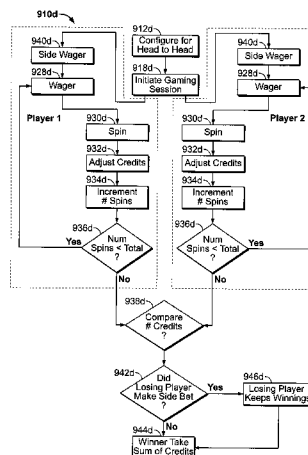 910d
912d
Configure for
Head to Head
918d
Initiate Gaming
Session
940d
Side Wager
928d
Wager
Player 1
930d
Spin
932d
Adjust Credits
934d
Increment
# Spins
936d
Num
Spins < Total
?
Yes
No
940d
Side Wager
928d
Wager
Player 2
930d
Spin
932d
Adjust Credits
934d
Increment
# Spins
936d
Num
Spins < Total
?
Yes
No
938d
Compare
# Credits
?
942d
Did
Losing Player
Make Side Bet
?
Yes
No
946d
Losing Player
Keeps Winnings
944d
Winner Take
Sum of Credits